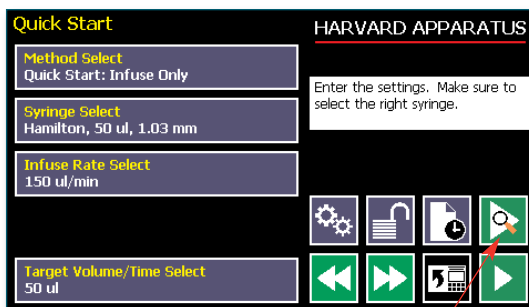 Quick Start
Method Select
Quick Start: Infuse Only
Syringe Select
Hamilton, 50 ul, 1.03 mm
Infuse Rate Select
150 ul/min
Target Volume/Time Select
50 ul
HARVARD APPARATUS
Enter the settings. Make sure to
select the right syringe.